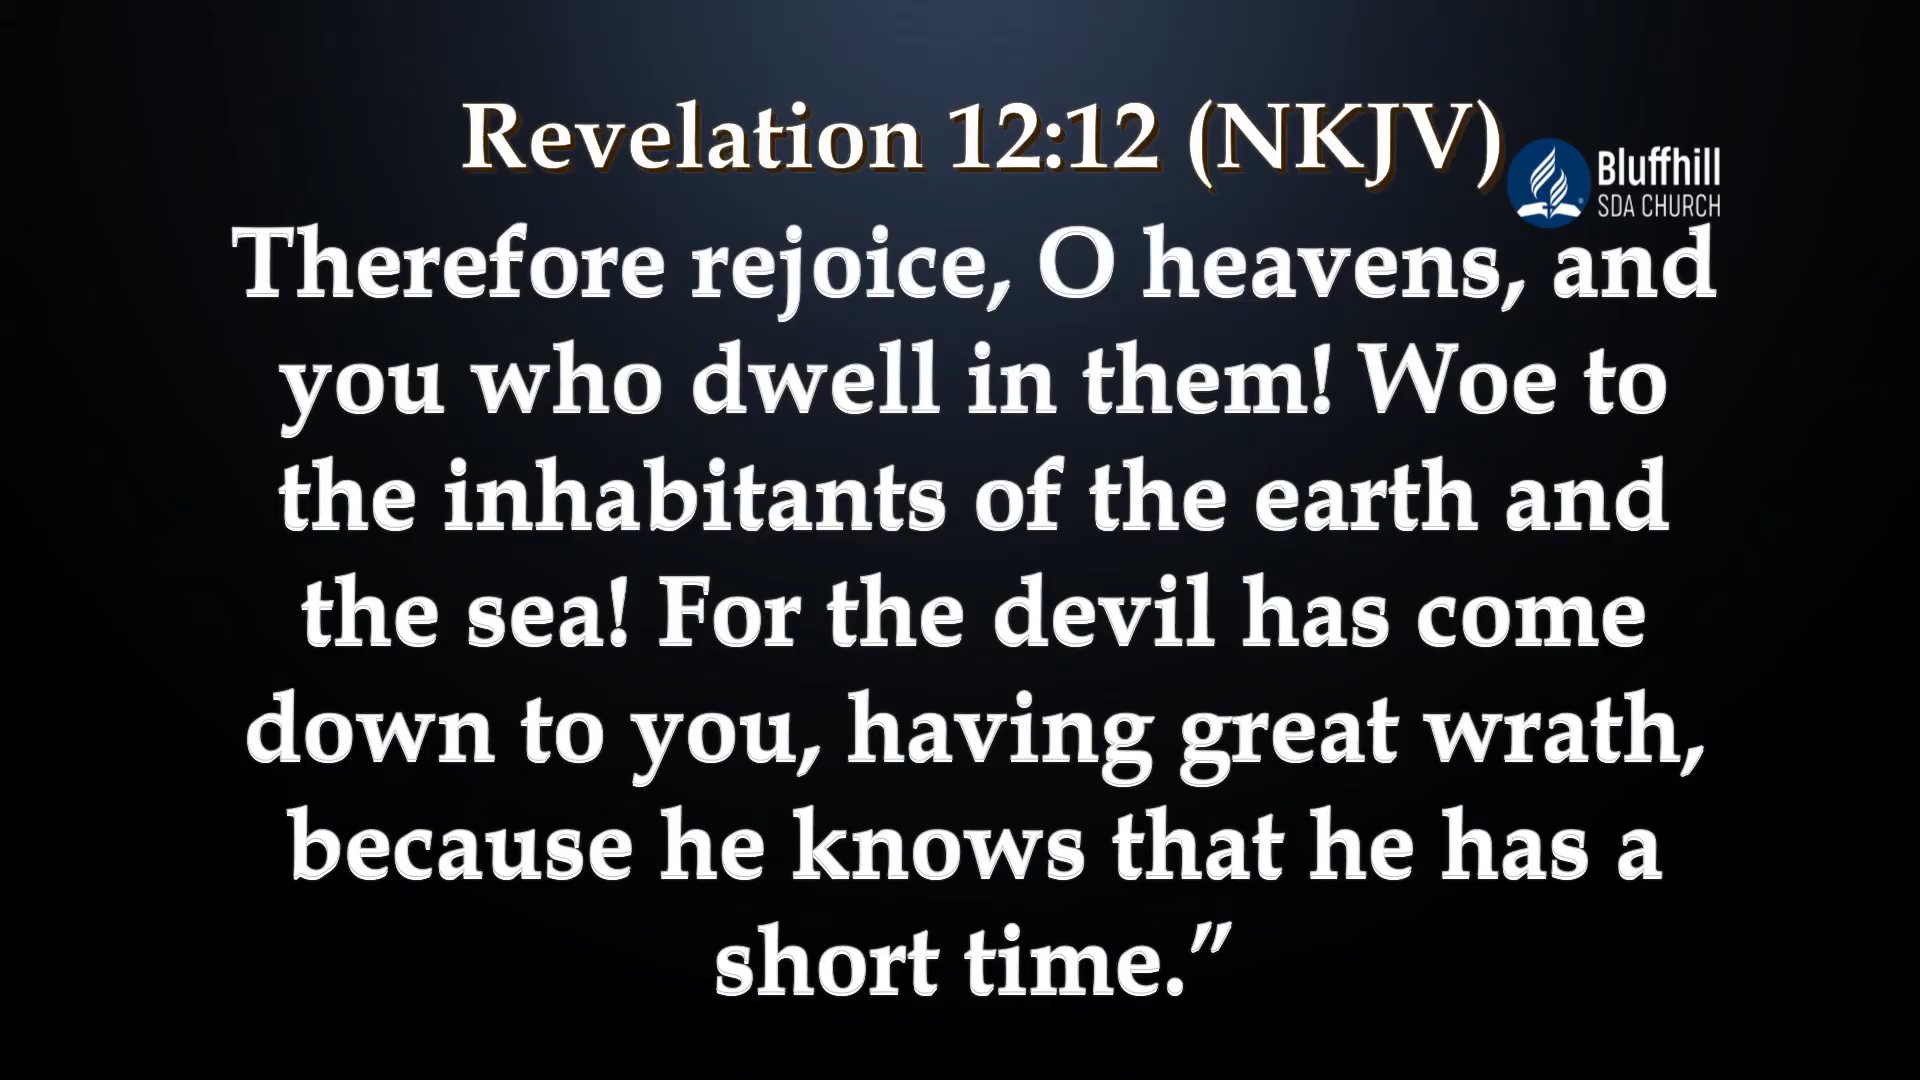 Revelation 12:12 (NKJV)
Bluffhill
SDA CHURCH
Therefore rejoice, O heavens, and
you who dwell in them! Woe to
the inhabitants of the earth and
the sea! For the devil has come
down to you, having great wrath,
because he knows that he has a
short time.”